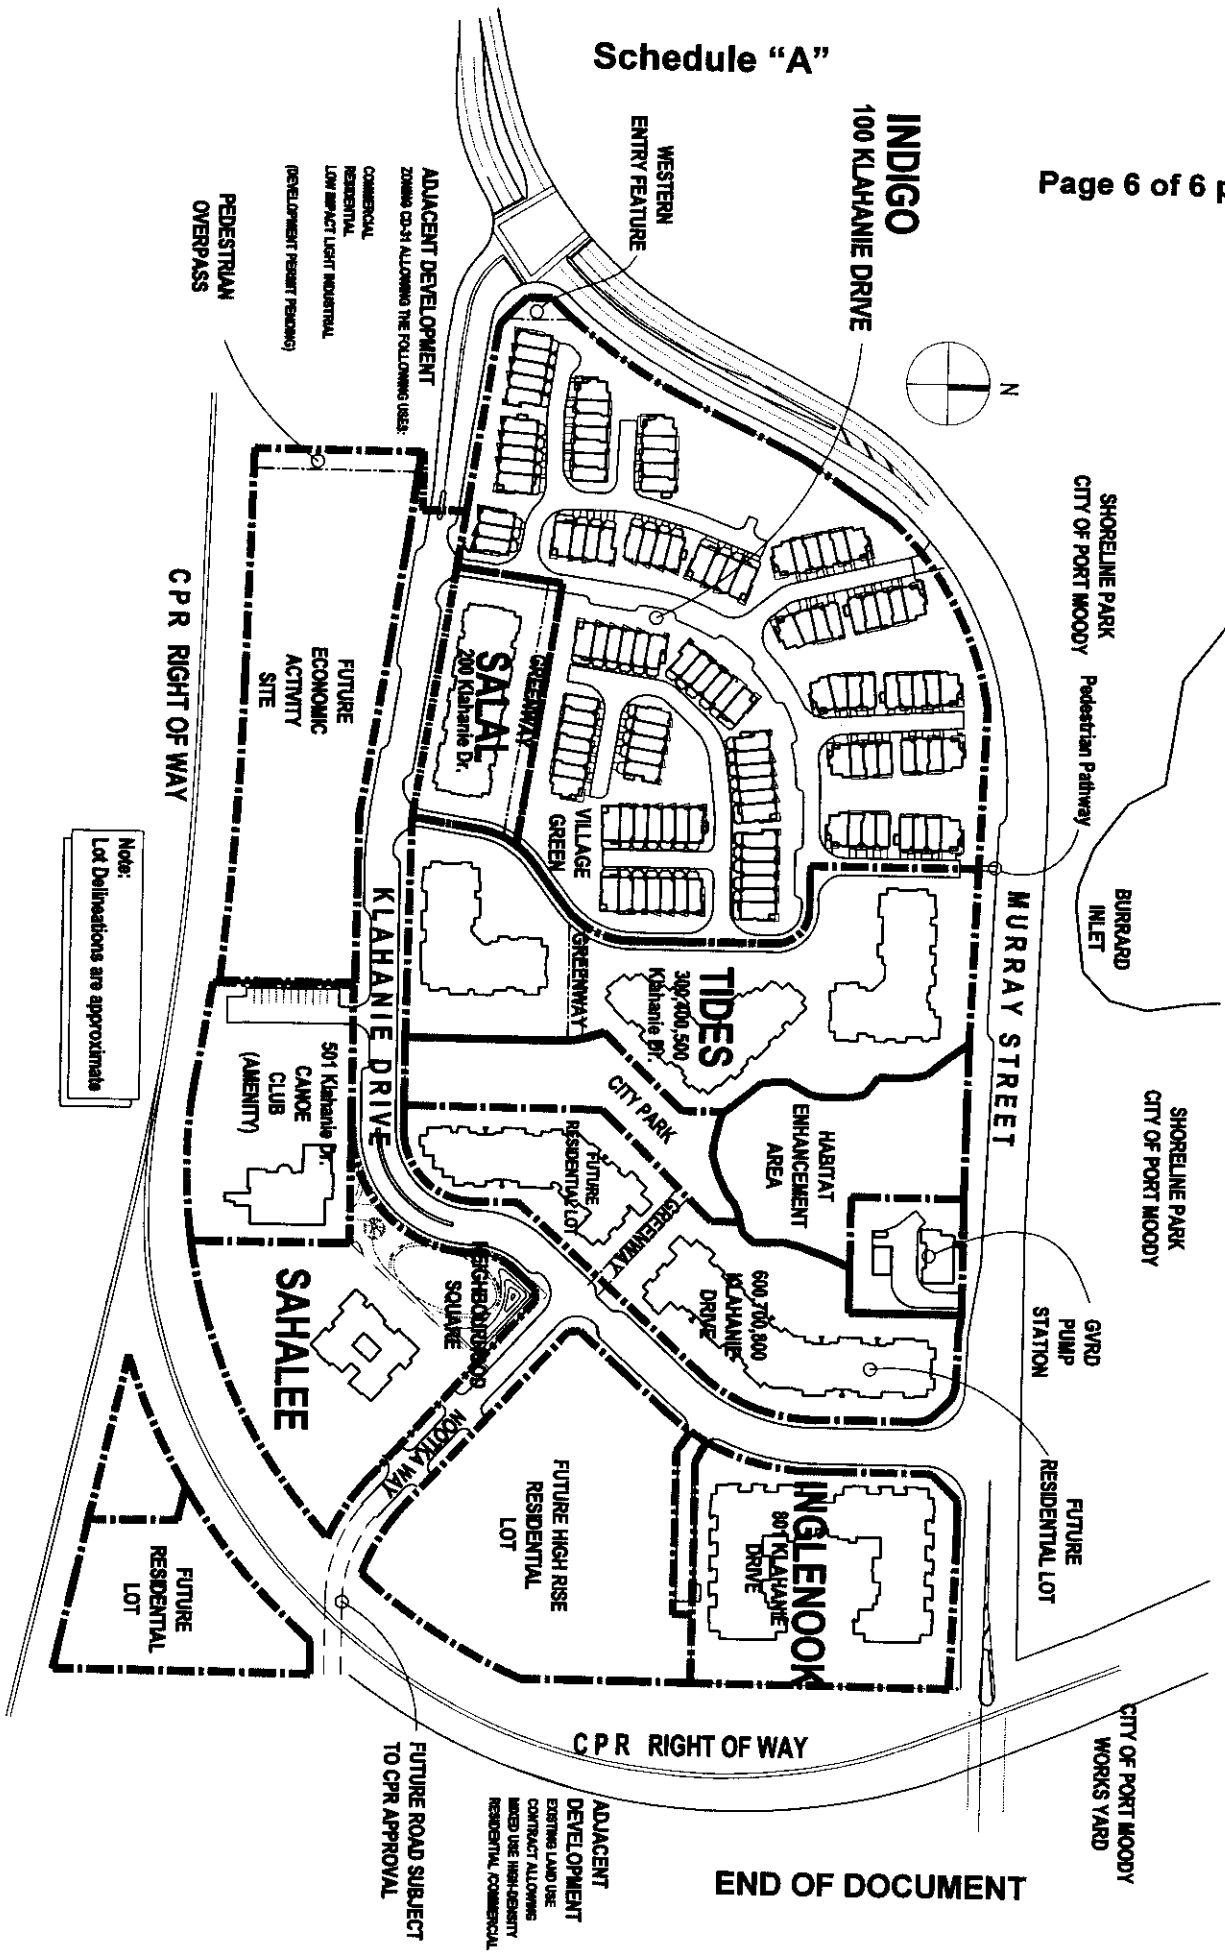 Schedule “A”
Page 6 of 6 p
INDIGO
100 KLAHANIE DRIVE
WESTERN
ENTRY FEATURE
ADJACENT DEVELOPMENT
ZONING CD-31 ALLOWING THE FOLLOWING USES:
COMMERCIAL
RESIDENTIAL
LOW IMPACT LIGHT INDUSTRIAL
(DEVELOPMENT PERMIT PENDING)
PEDESTRIAN
OVERPASS
N
SHORELINE PARK
CITY OF PORT MOODY
Pedestrian Pathway
BURRARD
INLET
SHORELINE PARK
CITY OF PORT MOODY
GVRD
PUMP
STATION
FUTURE
RESIDENTIAL LOT
CITY OF PORT MOODY
WORKS YARD
MURRAY STREET
CPR RIGHT OF WAY
FUTURE
ECONOMIC
ACTIVITY
SITE
GREENWAY
SALAL
200 Klahanie Dr.
VILLAGE
GREEN
GREENWAY
TIDES
300,400,500
Klahanie Dr.
KLAHANIE DRIVE
CITY PARK
HABITAT
ENHANCEMENT
AREA
501 Klahanie Dr.
CANOE
CLUB
(AMENITY)
FUTURE
RESIDENTIAL LOT
GREENWAY
600,700,800
KLAHANIE
DRIVE
NEIGHBOURHOOD
SQUARE
SAHALEE
NOOTKA WAY
FUTURE HIGH RISE
RESIDENTIAL
LOT
INGLENOOK
801 KLAHANIE
DRIVE
FUTURE
RESIDENTIAL
LOT
CPR RIGHT OF WAY
FUTURE ROAD SUBJECT
TO CPR APPROVAL
ADJACENT
DEVELOPMENT
EXISTING LAND USE
CONTRACT ALLOWING
MIXED USE HIGH-DENSITY
RESIDENTIAL /COMMERCIAL
Note:
Lot Delineations are approximate
END OF DOCUMENT